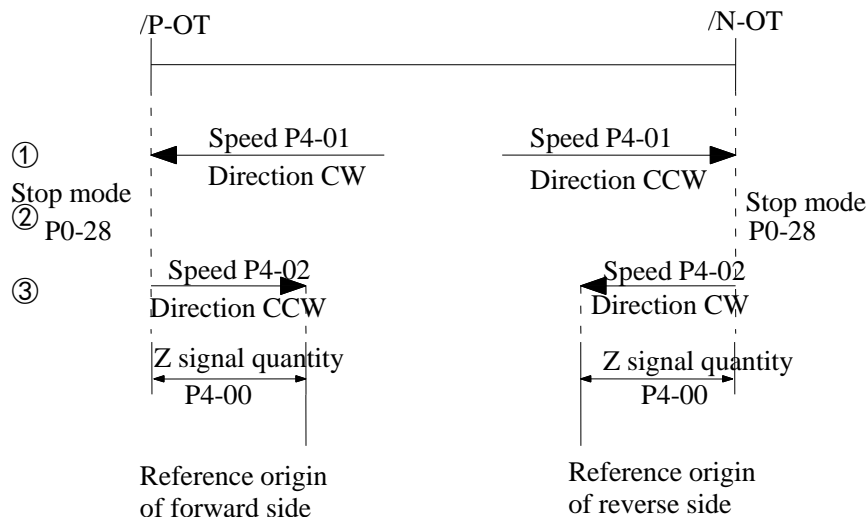 /P-OT
/N-OT
① Speed P4-01 Speed P4-01
Direction CW Direction CCW
Stop mode Stop mode
② P0-28 P0-28
③ Speed P4-02 Speed P4-02
Direction CCW Direction CW
Z signal quantity Z signal quantity
P4-00 P4-00
Reference origin Reference origin
of forward side of reverse side